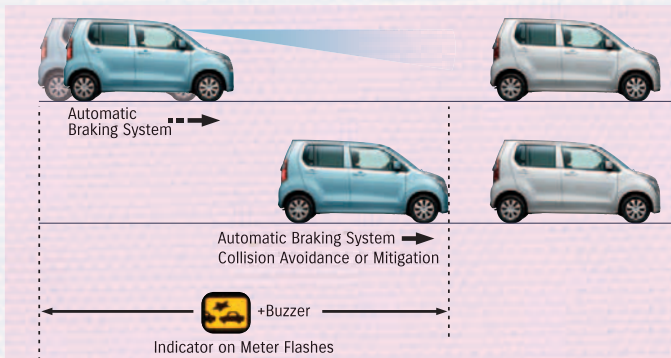 Automatic
Braking System
Automatic Braking System
Collision Avoidance or Mitigation
+Buzzer
Indicator on Meter Flashes